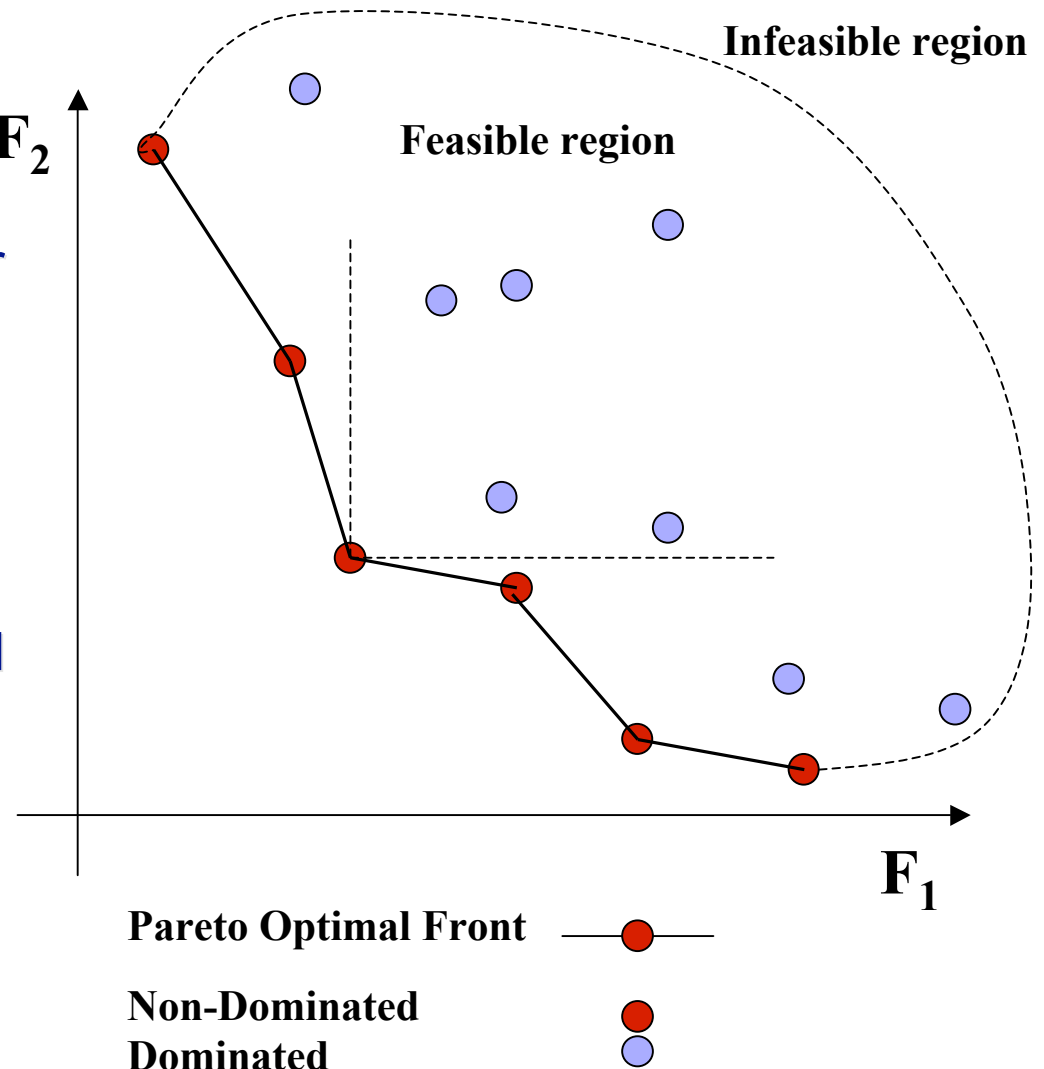 Infeasible region
F2
Feasible region
F1
Pareto Optimal Front
Non-Dominated
Dominated